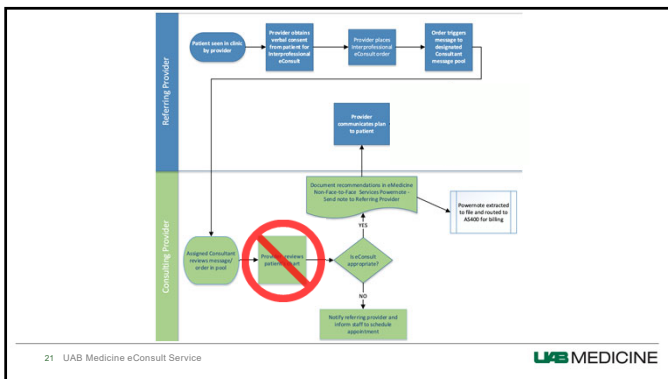 Referring Provider
Patient seen in clinic
by provider
Provider obtains
verbal consent
from patient for
Interprofessional
eConsult
Provider places
Interprofessional
eConsult order
Order triggers
message to
designated
Consultant
message pool
Provider
communicates plan
to patient
Consulting Provider
Document recommendations in eMedicine
Non-Face-to-Face Services Powernote -
Send note to Referring Provider
Powernote extracted
to file and routed to
AS400 for billing
YES
Assigned Consultant
reviews message/
order in pool
Provider reviews
patient chart
Is eConsult
appropriate?
NO
Notify referring provider and
inform staff to schedule
appointment
21 UAB Medicine eConsult Service
UAB MEDICINE